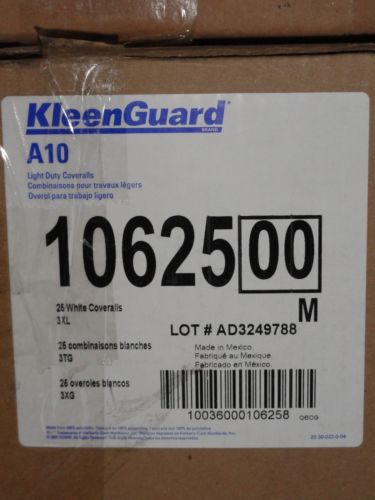 KleenGuard®
BRAND
A10
Light Duty Coveralls
Combinaisons pour travaux légers
Overol para trabajo ligero
1062500
M
25 White Coveralls
3XL
LOT # AD3249788
25 combinaisons blanches
3TG
Made in Mexico.
Fabriqué au Mexique.
Fabricado en México.
25 overoles blancos
3XG
10036000106258